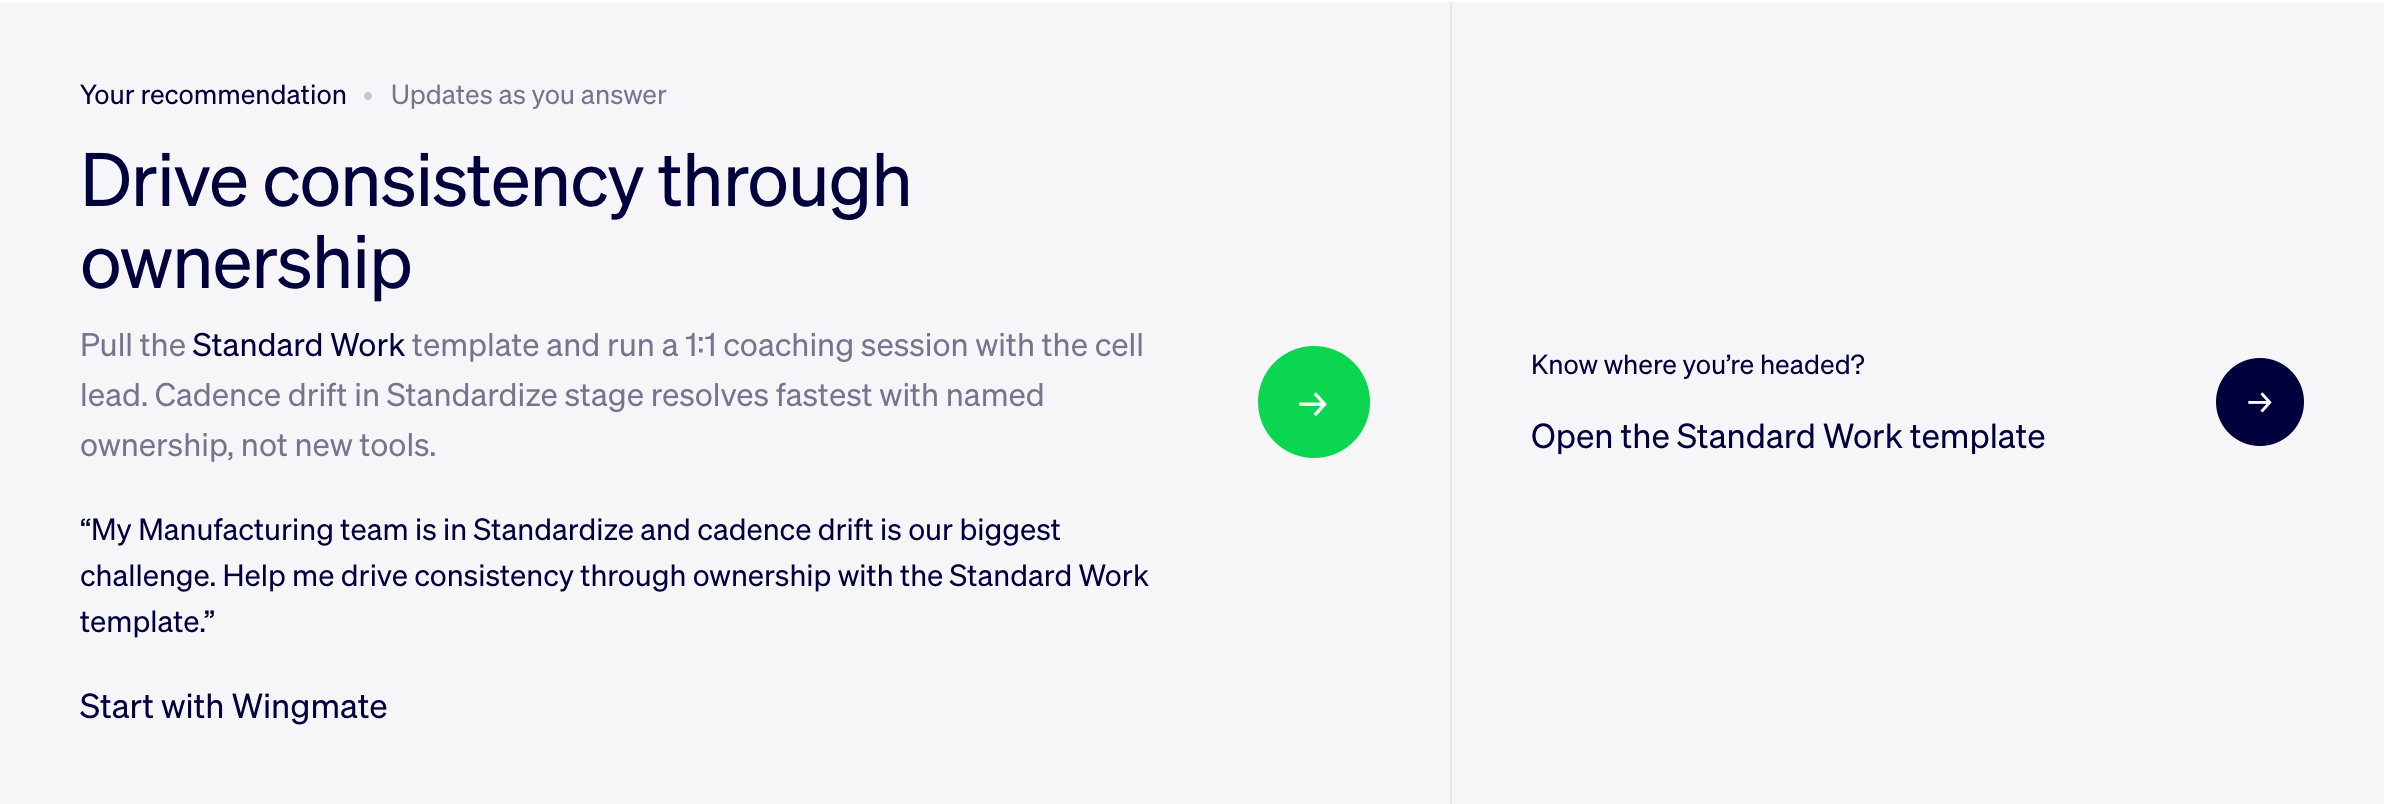 Your recommendation • Updates as you answer
Drive consistency through
ownership
Pull the Standard Work template and run a 1:1 coaching session with the cell
lead. Cadence drift in Standardize stage resolves fastest with named
ownership, not new tools.
“My Manufacturing team is in Standardize and cadence drift is our biggest
challenge. Help me drive consistency through ownership with the Standard Work
template.”
Start with Wingmate
Know where you’re headed?
Open the Standard Work template